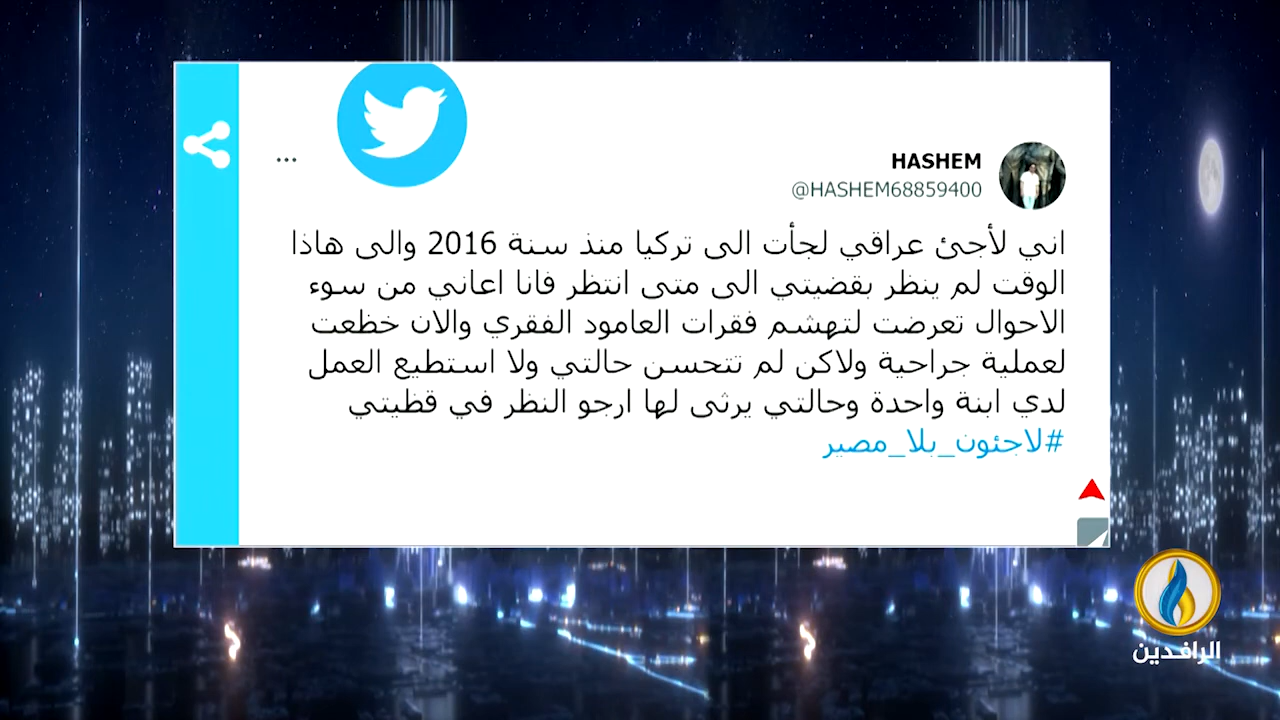 HASHEM
@HASHEM68859400
اني لأجئ عراقي لجأت الى تركيا منذ سنة 2016 والى هاذا
الوقت لم ينظر بقضيتي الى متى انتظر فانا اعاني من سوء
الاحوال تعرضت لتهشم فقرات العامود الفقري والان خظعت
لعملية جراحية ولاكن لم تتحسن حالتي ولا استطيع العمل
لدي ابنة واحدة وحالتي يرثى لها ارجو النظر في قظيتي
#لاجئون_بلا_مصير
الرافدين